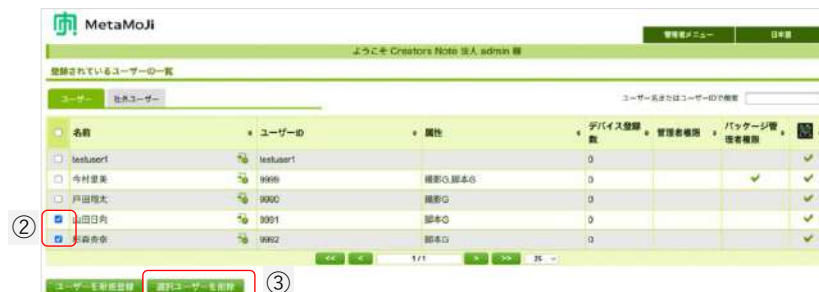 MetaMoJi
管理者メニュー 日本語
ようこそ Creators Note 法人 admin 様
登録されているユーザーの一覧
ユーザー 社外ユーザー ユーザー名またはユーザーIDで検索
名前 ユーザーID 属性 デバイス登録数 管理者権限 パッケージ管理者権限
testuser1 testuser1 0
今村里美 9999 撮影G,脚本G 0
戸田翔太 9990 撮影G 0
② 山田日向 9991 脚本G 0
9992 脚本G 0
<< < 1/1 > >> 25
ユーザーを新規登録 選択ユーザーを削除 ③